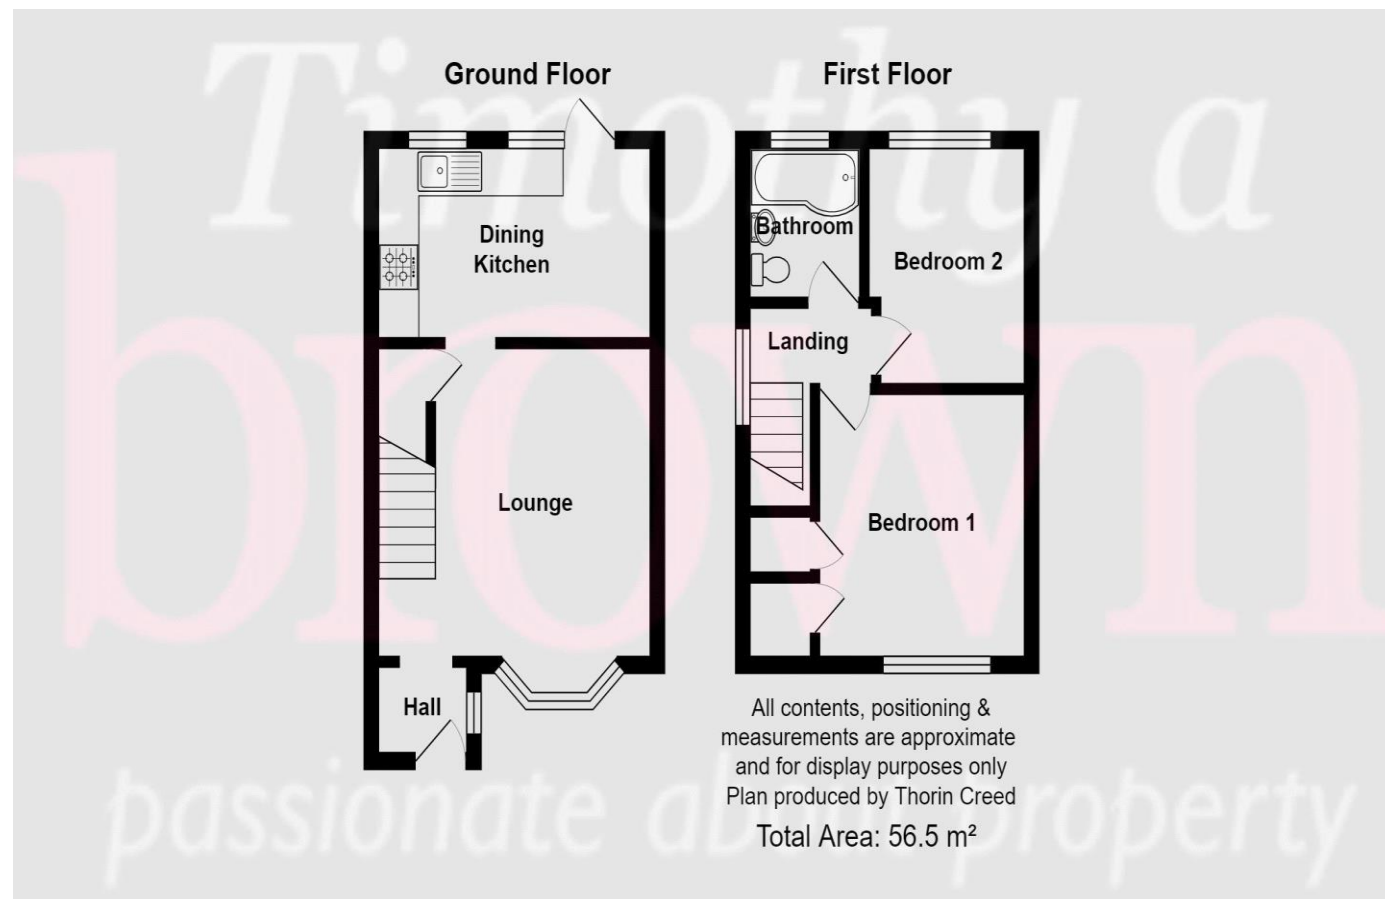 Timothy a
brown
passionate about property
Ground Floor
First Floor
Dining
Kitchen
Bathroom
Bedroom 2
Landing
Lounge
Bedroom 1
Hall
All contents, positioning &
measurements are approximate
and for display purposes only
Plan produced by Thorin Creed
Total Area: 56.5 m²